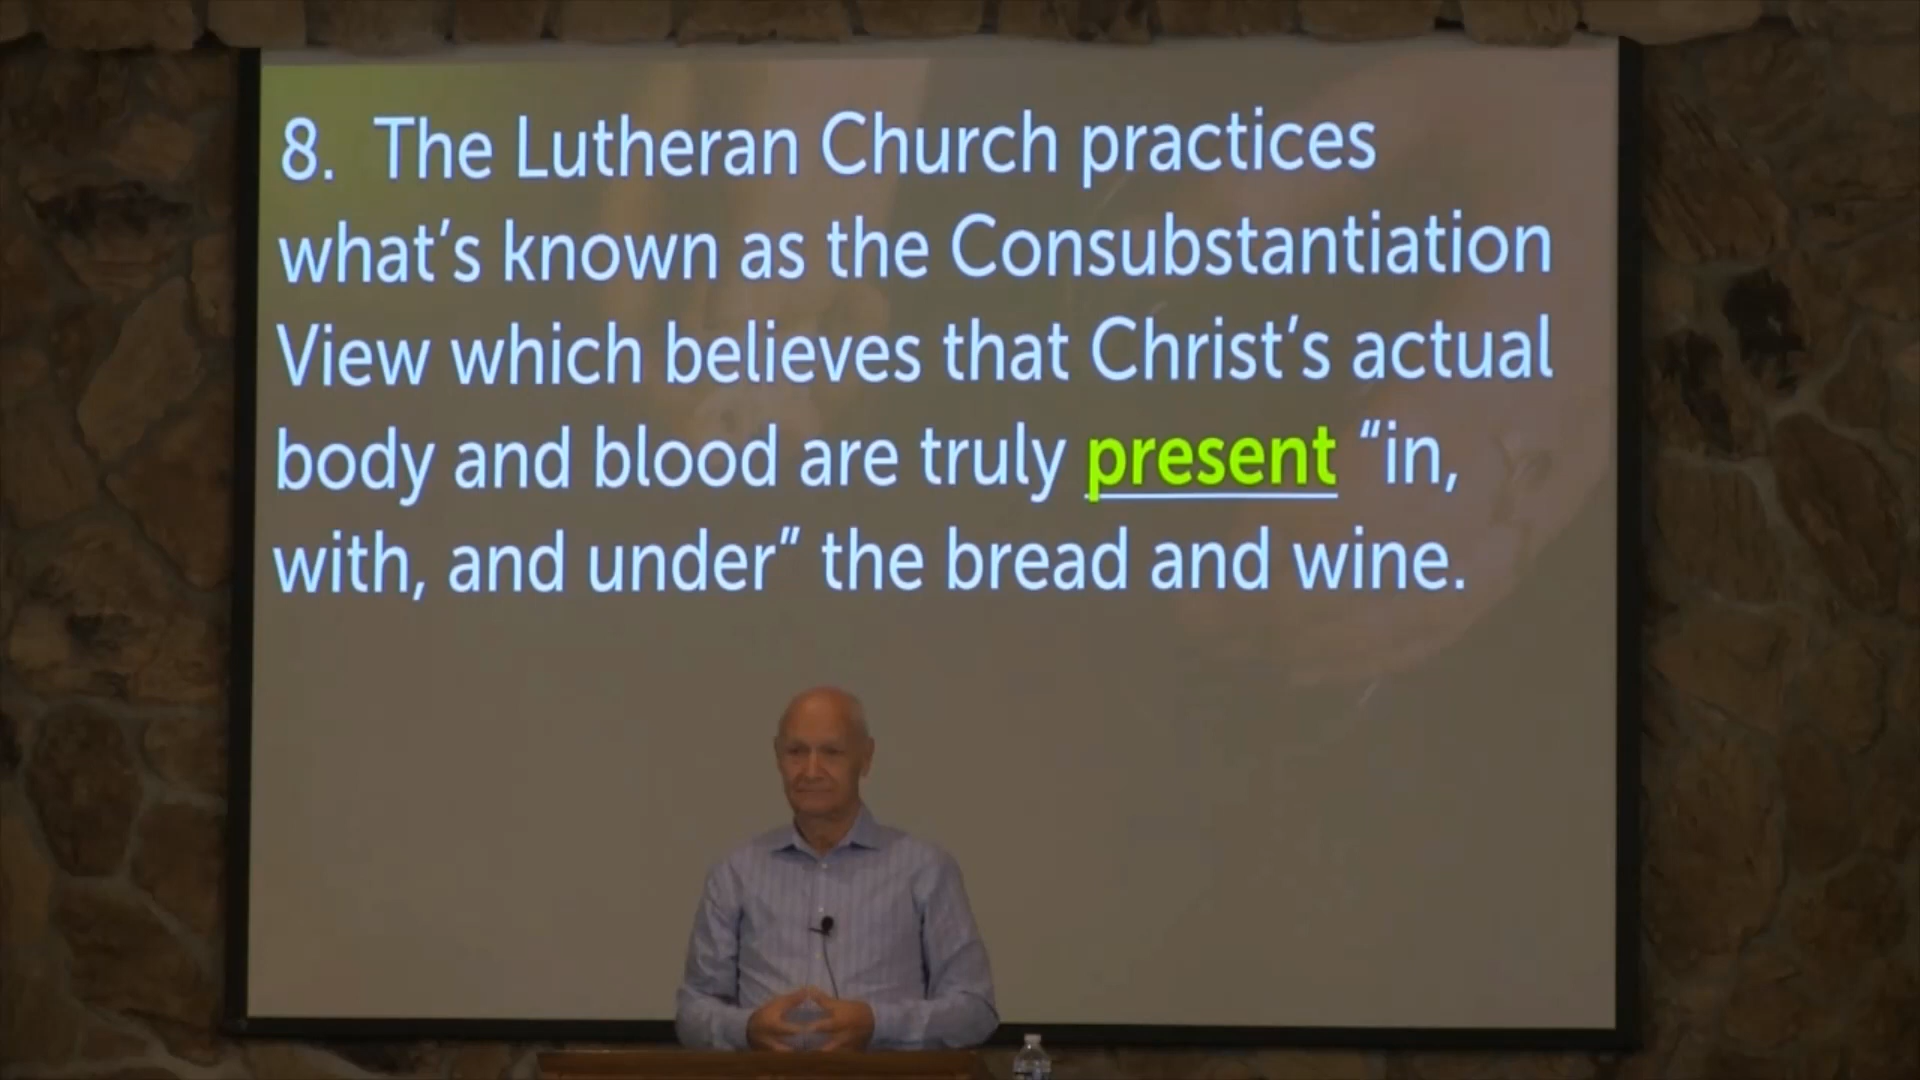 8. The Lutheran Church practices
what’s known as the Consubstantiation
View which believes that Christ’s actual
body and blood are truly present “in,
with, and under” the bread and wine.